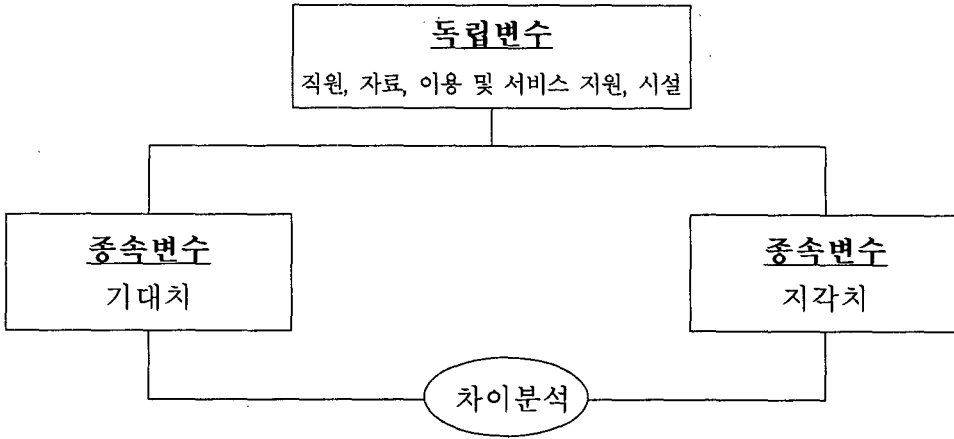 독립변수
직원, 자료, 이용 및 서비스 지원, 시설
종속변수
기대치
종속변수
지각치
차이분석